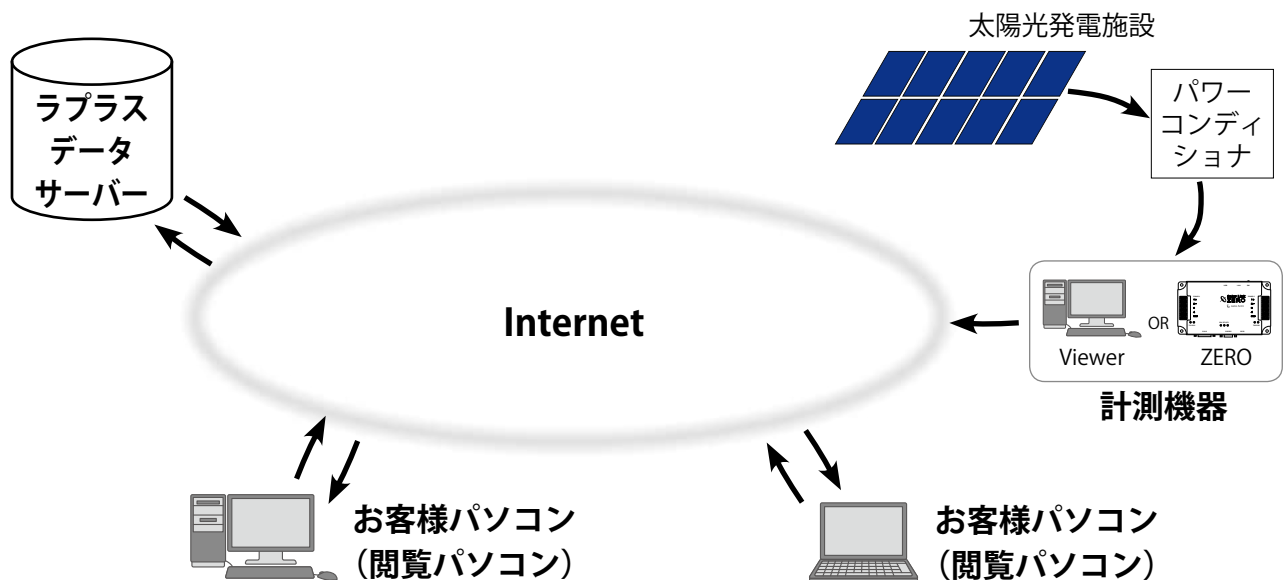 太陽光発電施設
ラプラス
データ
サーバー
パワー
コンディ
ショナ
Internet
OR
Viewer
ZERO
計測機器
お客様パソコン
（閲覧パソコン）
お客様パソコン
（閲覧パソコン）